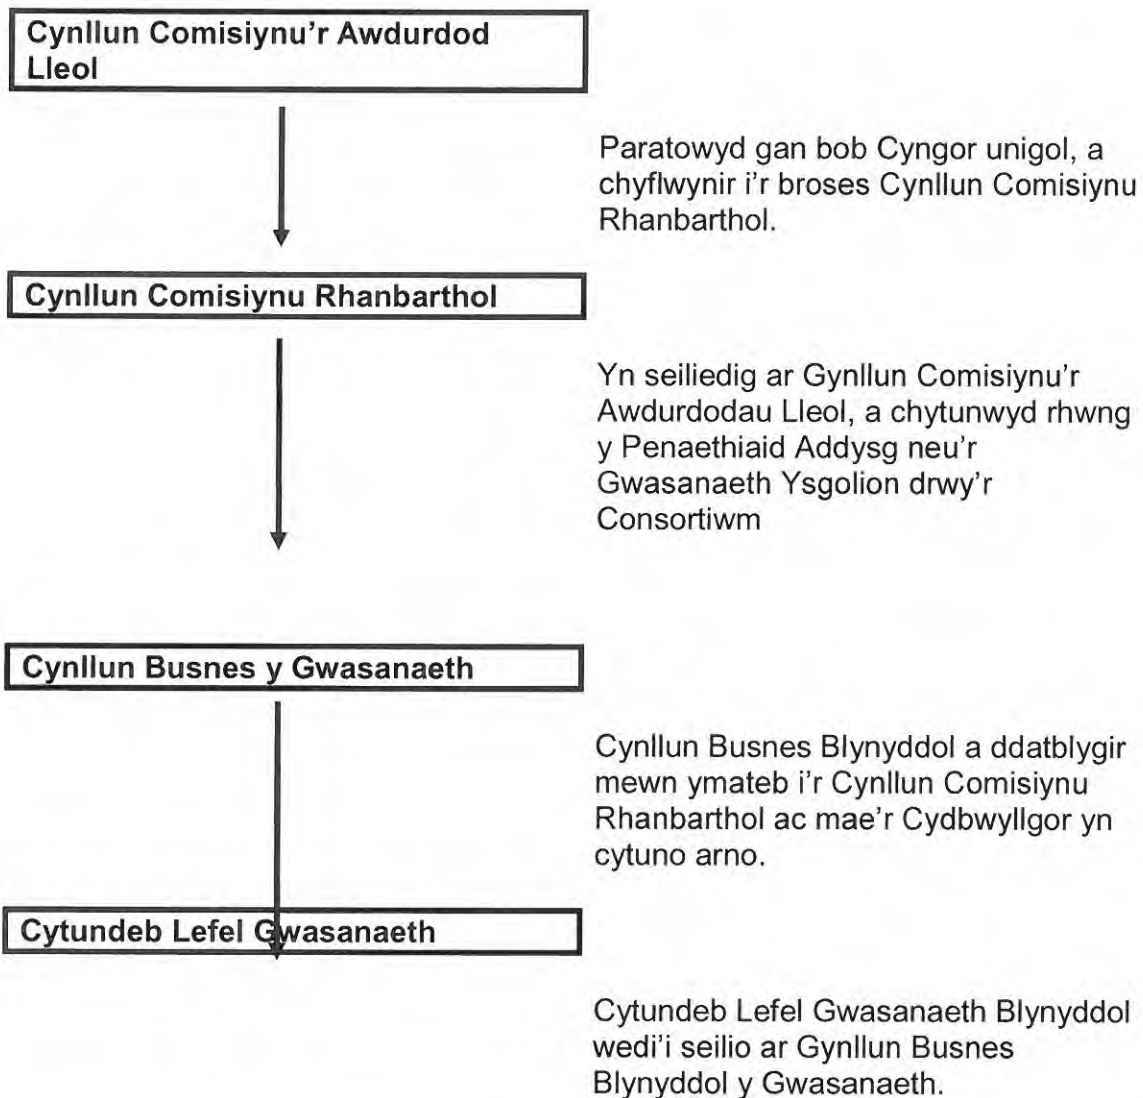 Cynllun Comisiynu'r Awdurdod
Lleol
Paratowyd gan bob Cyngor unigol, a
chyflwynir i'r broses Cynllun Comisiynu
Rhanbarthol.
Cynllun Comisiynu Rhanbarthol
Yn seiliedig ar Gynllun Comisiynu'r
Awdurdodau Lleol, a chytunwyd rhwng
y Penaethiaid Addysg neu'r
Gwasanaeth Ysgolion drwy'r
Consortiwm
Cynllun Busnes y Gwasanaeth
Cynllun Busnes Blynyddol a ddatblygir
mewn ymateb i'r Cynllun Comisiynu
Rhanbarthol ac mae'r Cydbwyllgor yn
cytuno arno.
Cytundeb Lefel Gwasanaeth
Cytundeb Lefel Gwasanaeth Blynyddol
wedi'i seilio ar Gynllun Busnes
Blynyddol y Gwasanaeth.